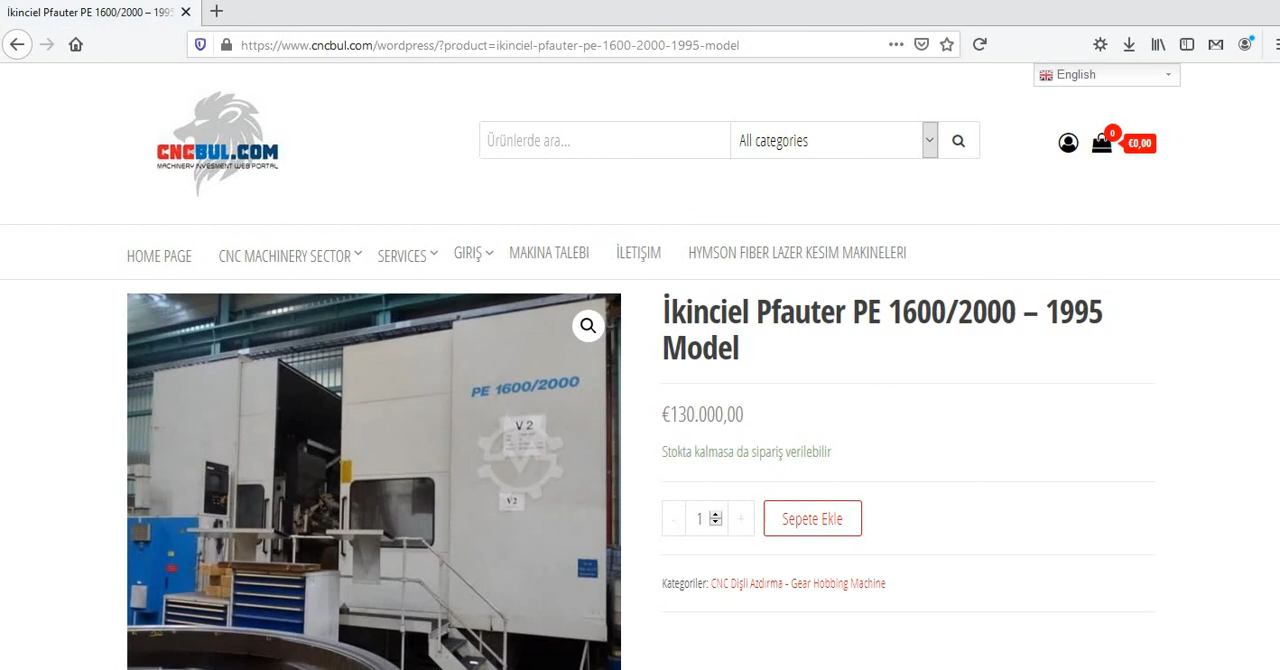 İkinciel Pfauter PE 1600/2000 – 1995
https://www.cncbul.com/wordpress/?product=ikinciel-pfauter-pe-1600-2000-1995-model
English
CNCBUL.COM
MACHINERY INVESMENT WEB PORTAL
Ürünlerde ara...
All categories
0
€0,00
HOME PAGE
CNC MACHINERY SECTOR
SERVICES
GIRIŞ
MAKINA TALEBI
İLETIŞIM
HYMSON FIBER LAZER KESIM MAKINELERI
PE 1600/2000
V 2
V2
İkinciel Pfauter PE 1600/2000 – 1995
Model
€130.000,00
Stokta kalmasa da sipariş verilebilir
- 1 +
Sepete Ekle
Kategoriler: CNC Dişli Azdırma - Gear Hobbing Machine